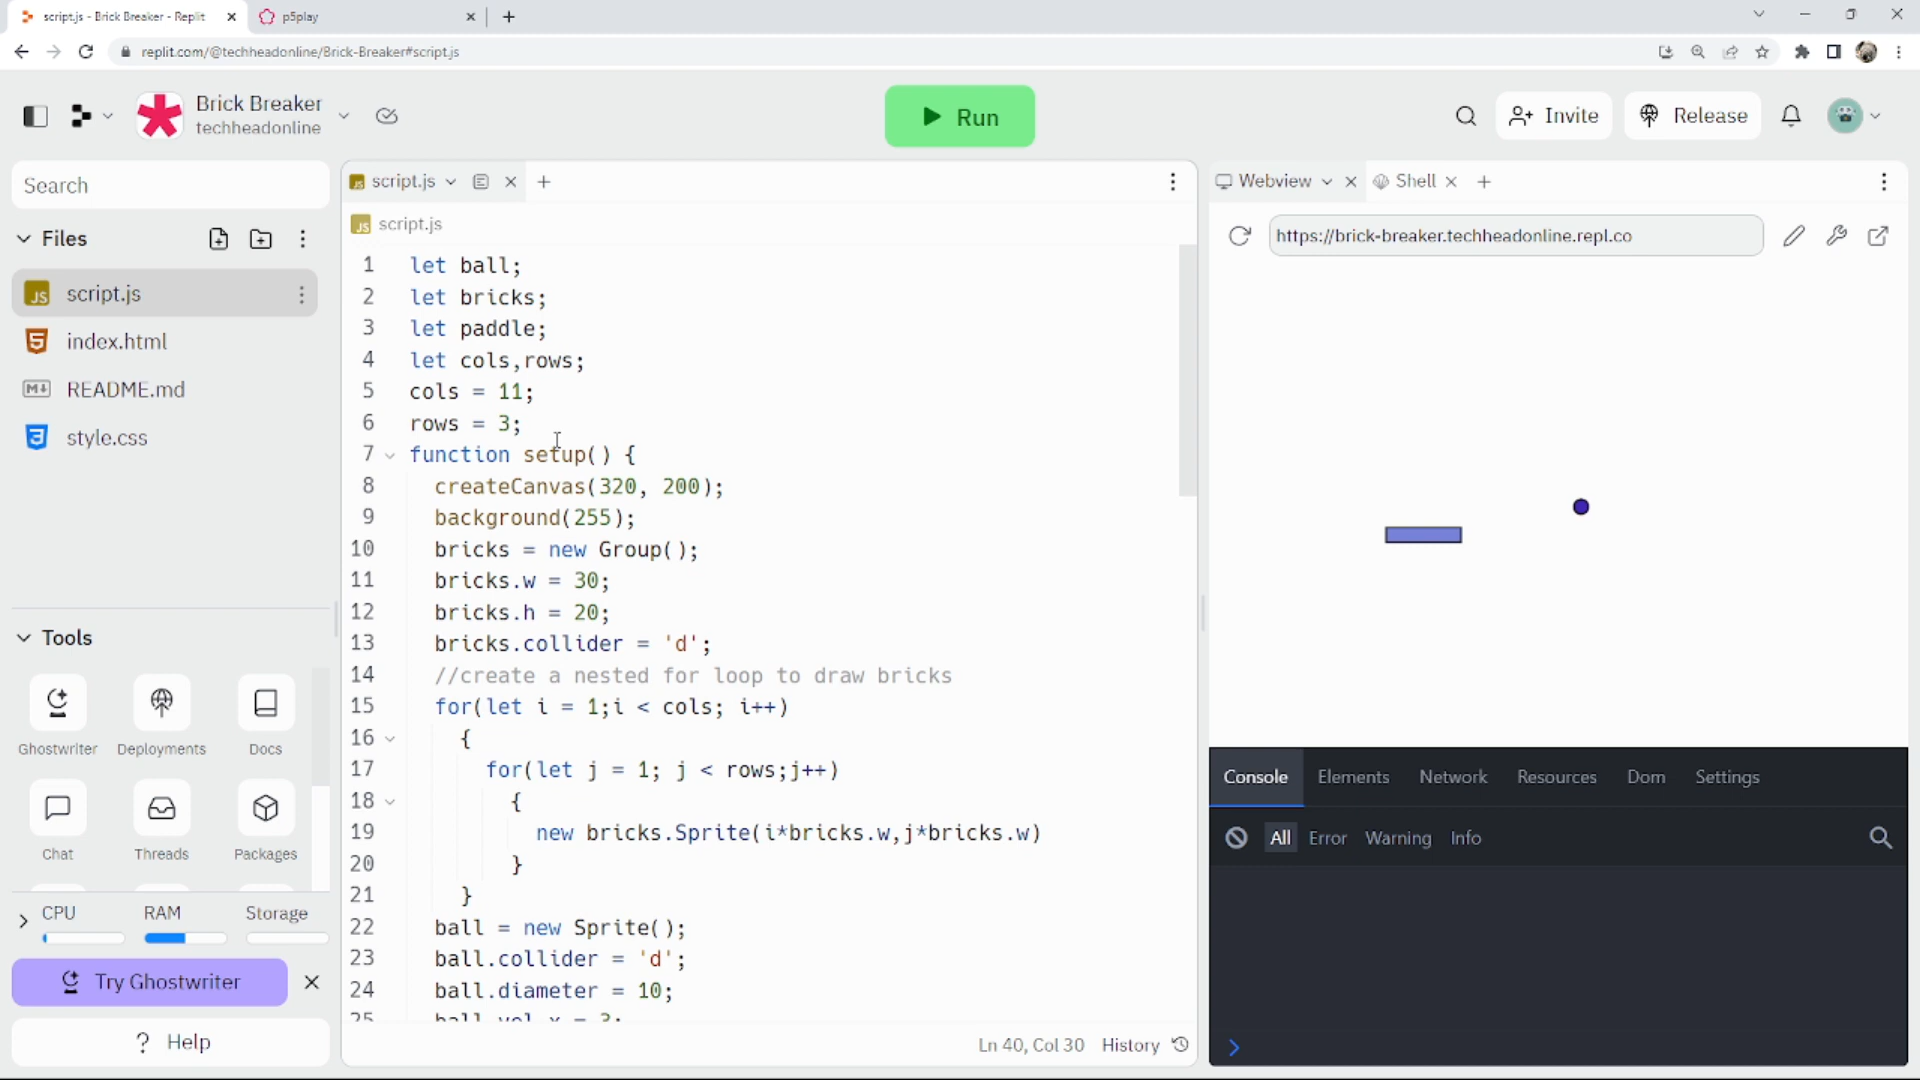 script.js - Brick Breaker - Replit
p5play
replit.com/@techheadonline/Brick-Breaker#script.js
Brick Breaker
techheadonline
Run
Invite
Release
Search
Files
script.js
index.html
README.md
style.css
Tools
Ghostwriter
Deployments
Docs
Chat
Threads
Packages
CPU
RAM
Storage
Try Ghostwriter
? Help
script.js
script.js
1 let ball;
2 let bricks;
3 let paddle;
4 let cols,rows;
5 cols = 11;
6 rows = 3;
7 function setup() {
8 createCanvas(320, 200);
9 background(255);
10 bricks = new Group();
11 bricks.w = 30;
12 bricks.h = 20;
13 bricks.collider = 'd';
14 //create a nested for loop to draw bricks
15 for(let i = 1;i < cols; i++)
16 {
17 for(let j = 1; j < rows;j++)
18 {
19 new bricks.Sprite(i*bricks.w,j*bricks.w)
20 }
21 }
22 ball = new Sprite();
23 ball.collider = 'd';
24 ball.diameter = 10;
25 ball.vel.x = 3;
Ln 40, Col 30 History
Webview
Shell
https://brick-breaker.techheadonline.repl.co
Console Elements Network Resources Dom Settings
All Error Warning Info